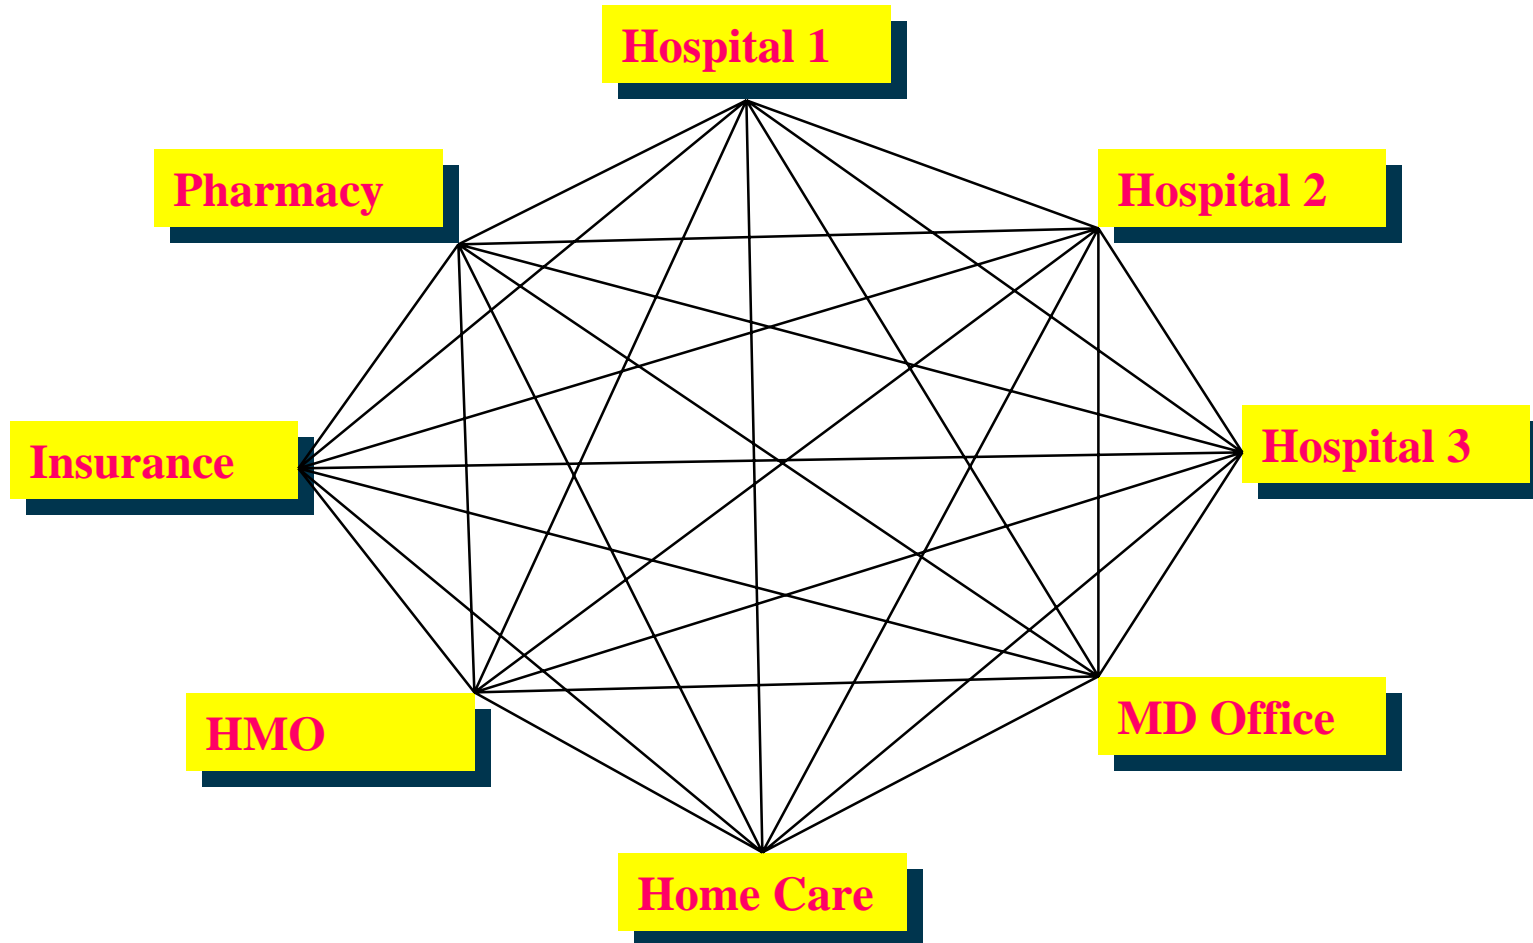 Hospital 1
Pharmacy
Hospital 2
Insurance
Hospital 3
HMO
MD Office
Home Care